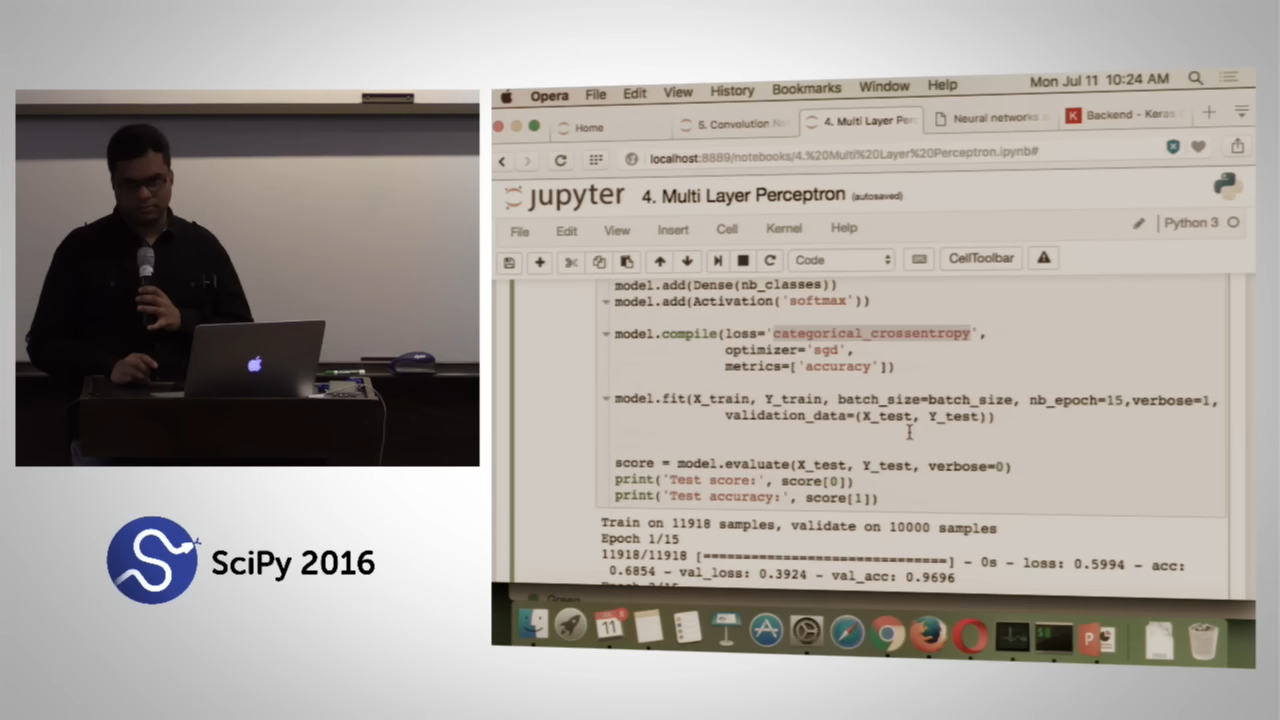 Opera File Edit View History Bookmarks Window Help Mon Jul 11 10:24 AM
Home 5. Convolution Ne 4. Multi Layer Perc Neural networks Backend - Keras
localhost:8889/notebooks/4.%20Multi%20Layer%20Perceptron.ipynb#
jupyter 4. Multi Layer Perceptron (autosaved)
File Edit View Insert Cell Kernel Help Python 3
Code CellToolbar
model.add(Dense(nb_classes))
model.add(Activation('softmax'))
model.compile(loss='categorical_crossentropy',
optimizer='sgd',
metrics=['accuracy'])
model.fit(X_train, Y_train, batch_size=batch_size, nb_epoch=15,verbose=1,
validation_data=(X_test, Y_test))
score = model.evaluate(X_test, Y_test, verbose=0)
print('Test score:', score[0])
print('Test accuracy:', score[1])
Train on 11918 samples, validate on 10000 samples
Epoch 1/15
11918/11918 [==============================] - 0s - loss: 0.5994 - acc:
0.6854 - val_loss: 0.3924 - val_acc: 0.9696
Green
11
SciPy 2016